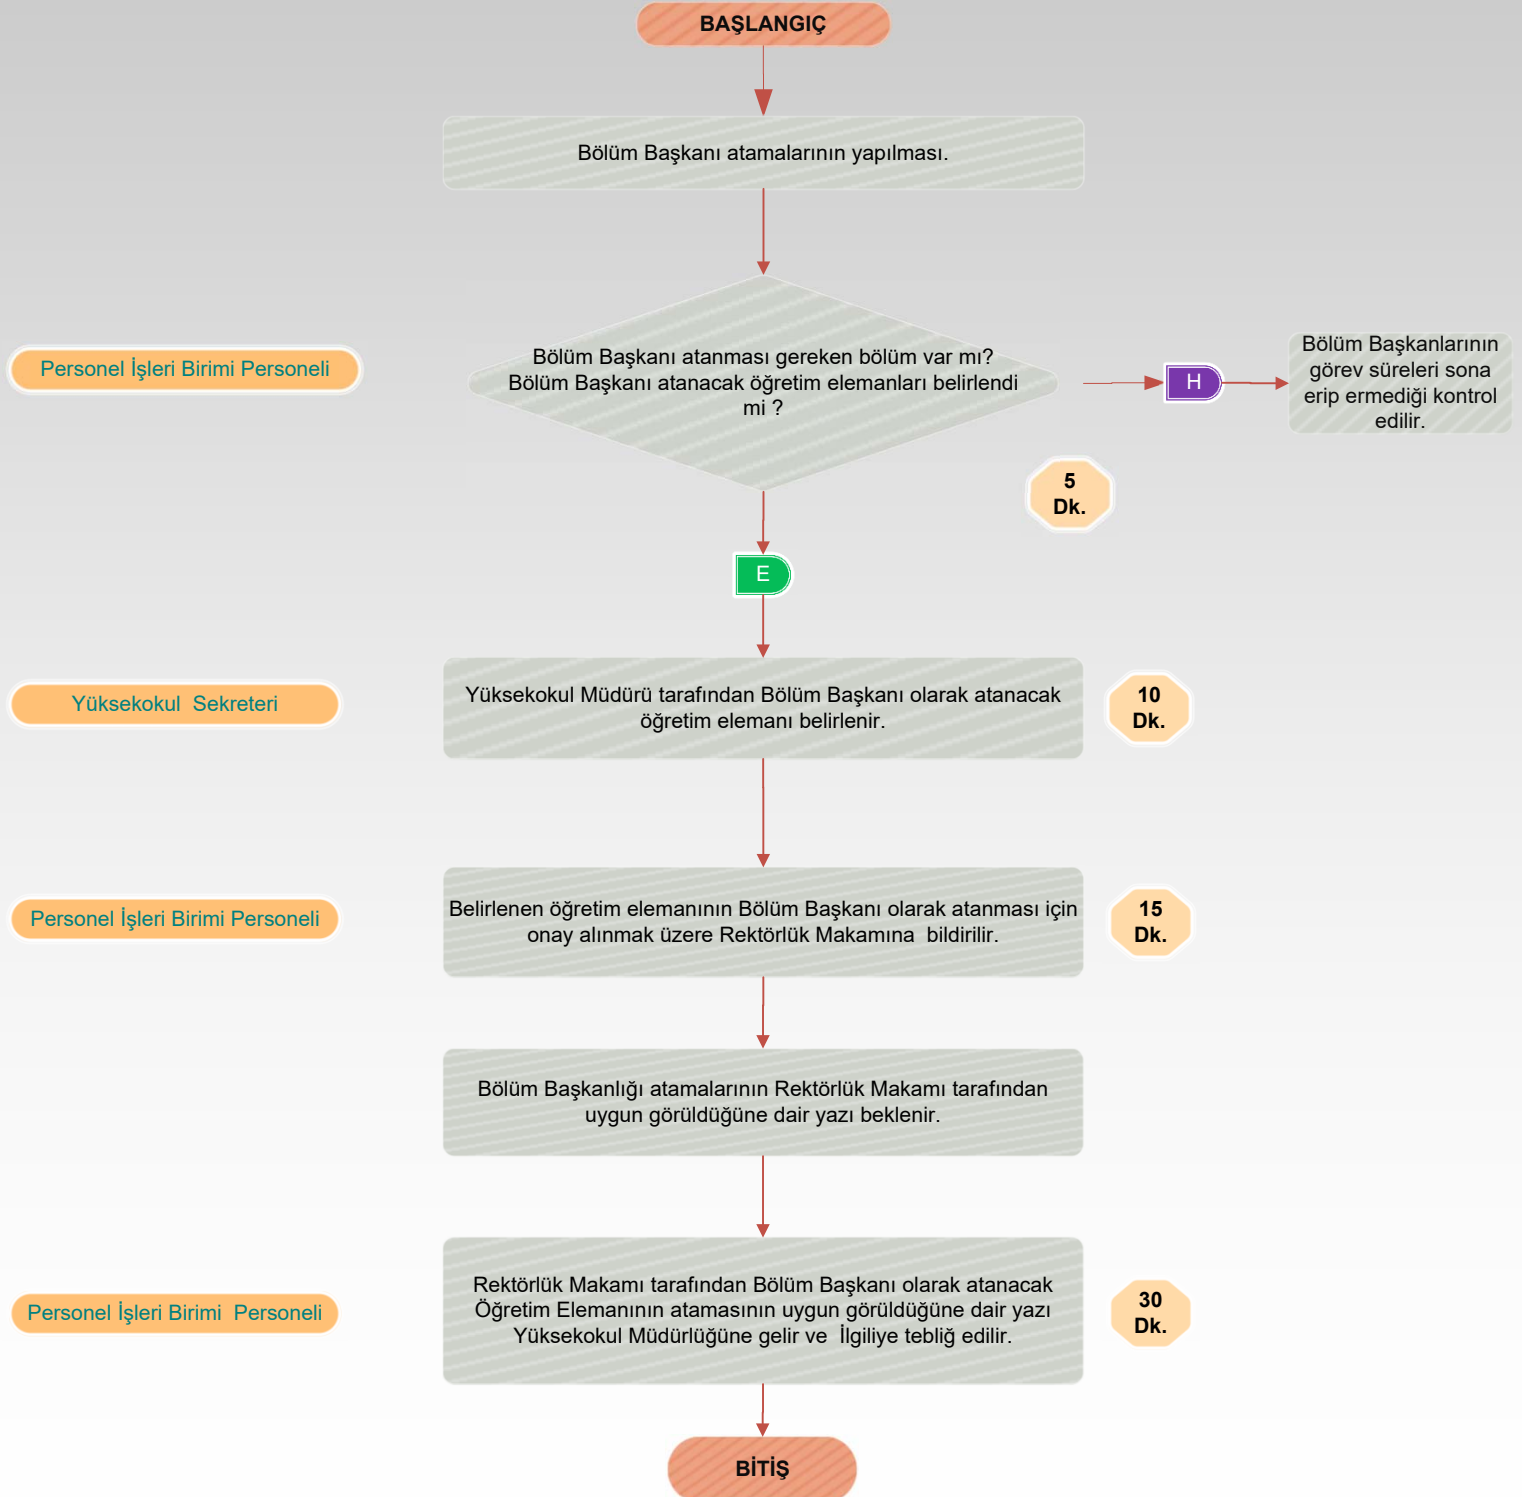 BAŞLANGIÇ
Bölüm Başkanı atamalarının yapılması.
Personel İşleri Birimi Personeli
Bölüm Başkanı atanması gereken bölüm var mı?
Bölüm Başkanı atanacak öğretim elemanları belirlendi
mi ?
H
Bölüm Başkanlarının
görev süreleri sona
erip ermediği kontrol
edilir.
5
Dk.
E
Yüksekokul Sekreteri
Yüksekokul Müdürü tarafından Bölüm Başkanı olarak atanacak
öğretim elemanı belirlenir.
10
Dk.
Personel İşleri Birimi Personeli
Belirlenen öğretim elemanının Bölüm Başkanı olarak atanması için
onay alınmak üzere Rektörlük Makamına bildirilir.
15
Dk.
Bölüm Başkanlığı atamalarının Rektörlük Makamı tarafından
uygun görüldüğüne dair yazı beklenir.
Personel İşleri Birimi Personeli
Rektörlük Makamı tarafından Bölüm Başkanı olarak atanacak
Öğretim Elemanının atamasının uygun görüldüğüne dair yazı
Yüksekokul Müdürlüğüne gelir ve İlgiliye tebliğ edilir.
30
Dk.
BİTİŞ